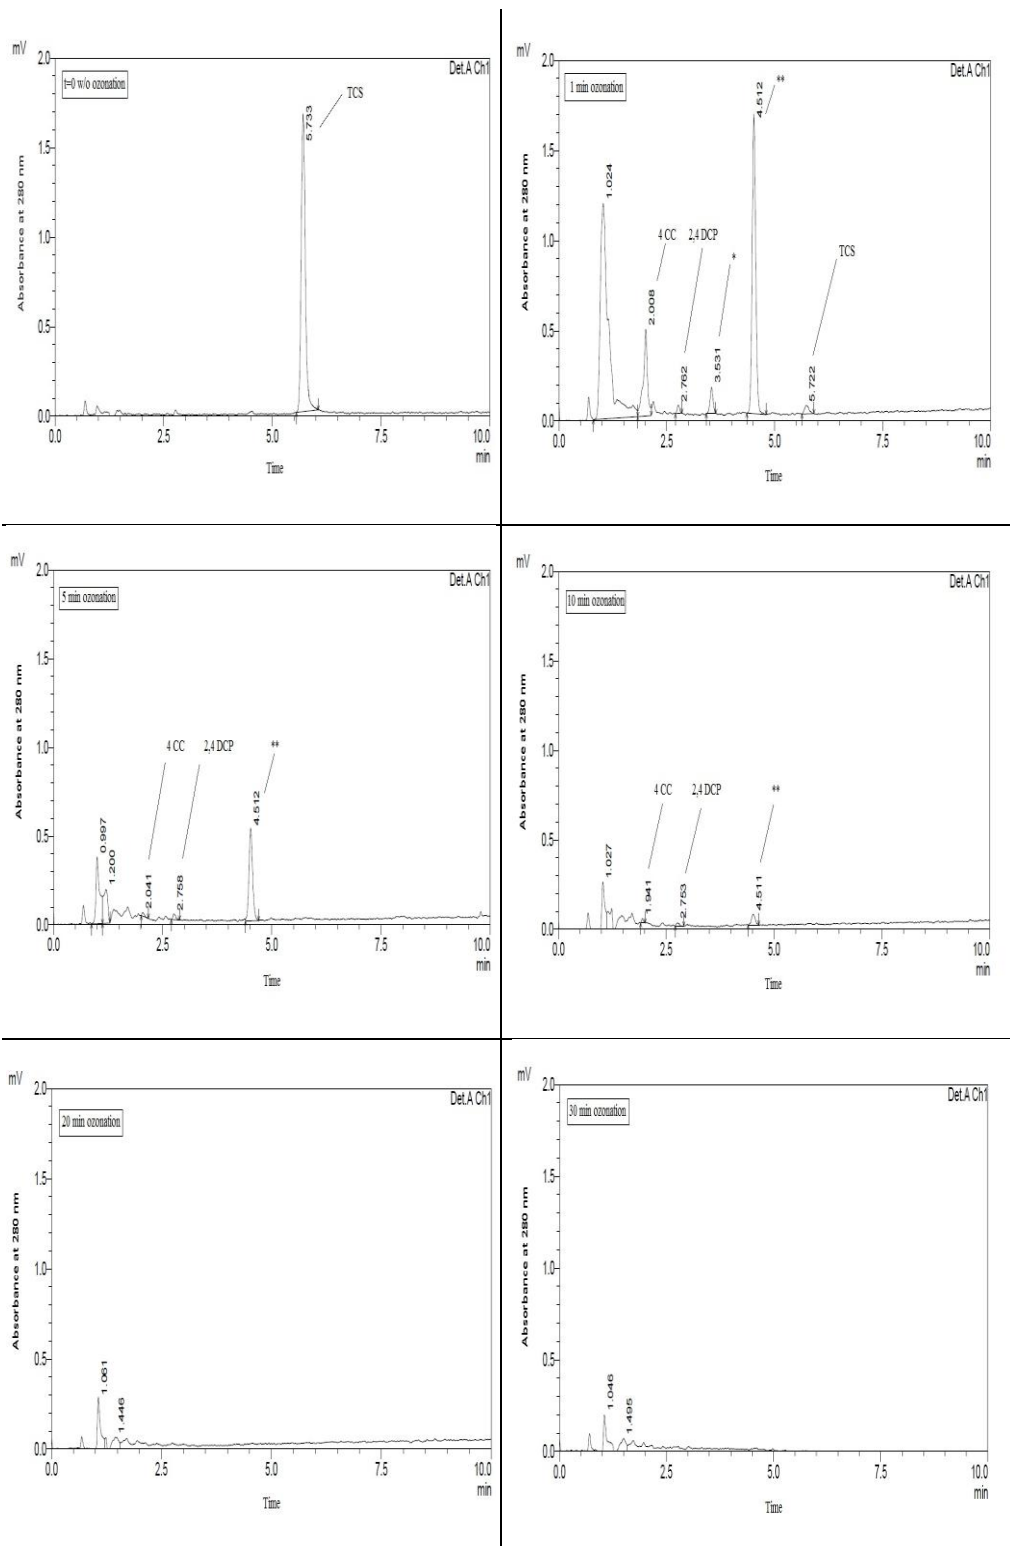 mV
2.0
Det.A Ch1
t=0 w/o ozonation
TCS
5.733
1.5
1.0
0.5
0.0
Absorbance at 280 nm
0.0 2.5 5.0 7.5 10.0
min
Time
mV
2.0
Det.A Ch1
1 min ozonation
**
4.512
1.5
1.024
4 CC 2,4 DCP
*
TCS
1.0
2.008
2.762
3.531
5.722
0.5
0.0
Absorbance at 280 nm
0.0 2.5 5.0 7.5 10.0
min
Time
mV
2.0
Det.A Ch1
5 min ozonation
1.5
4 CC 2,4 DCP **
1.0
0.997
1.200
2.041
2.758
4.512
0.5
0.0
Absorbance at 280 nm
0.0 2.5 5.0 7.5 10.0
min
Time
mV
2.0
Det.A Ch1
10 min ozonation
1.5
1.0
4 CC 2,4 DCP **
1.027
1.941
2.753
4.511
0.5
0.0
Absorbance at 280 nm
0.0 2.5 5.0 7.5 10.0
min
Time
mV
2.0
Det.A Ch1
20 min ozonation
1.5
1.0
0.5
1.061
1.446
0.0
Absorbance at 280 nm
0.0 2.5 5.0 7.5 10.0
min
Time
mV
2.0
Det.A Ch1
30 min ozonation
1.5
1.0
0.5
1.046
1.495
0.0
Absorbance at 280 nm
0.0 2.5 5.0 7.5 10.0
min
Time